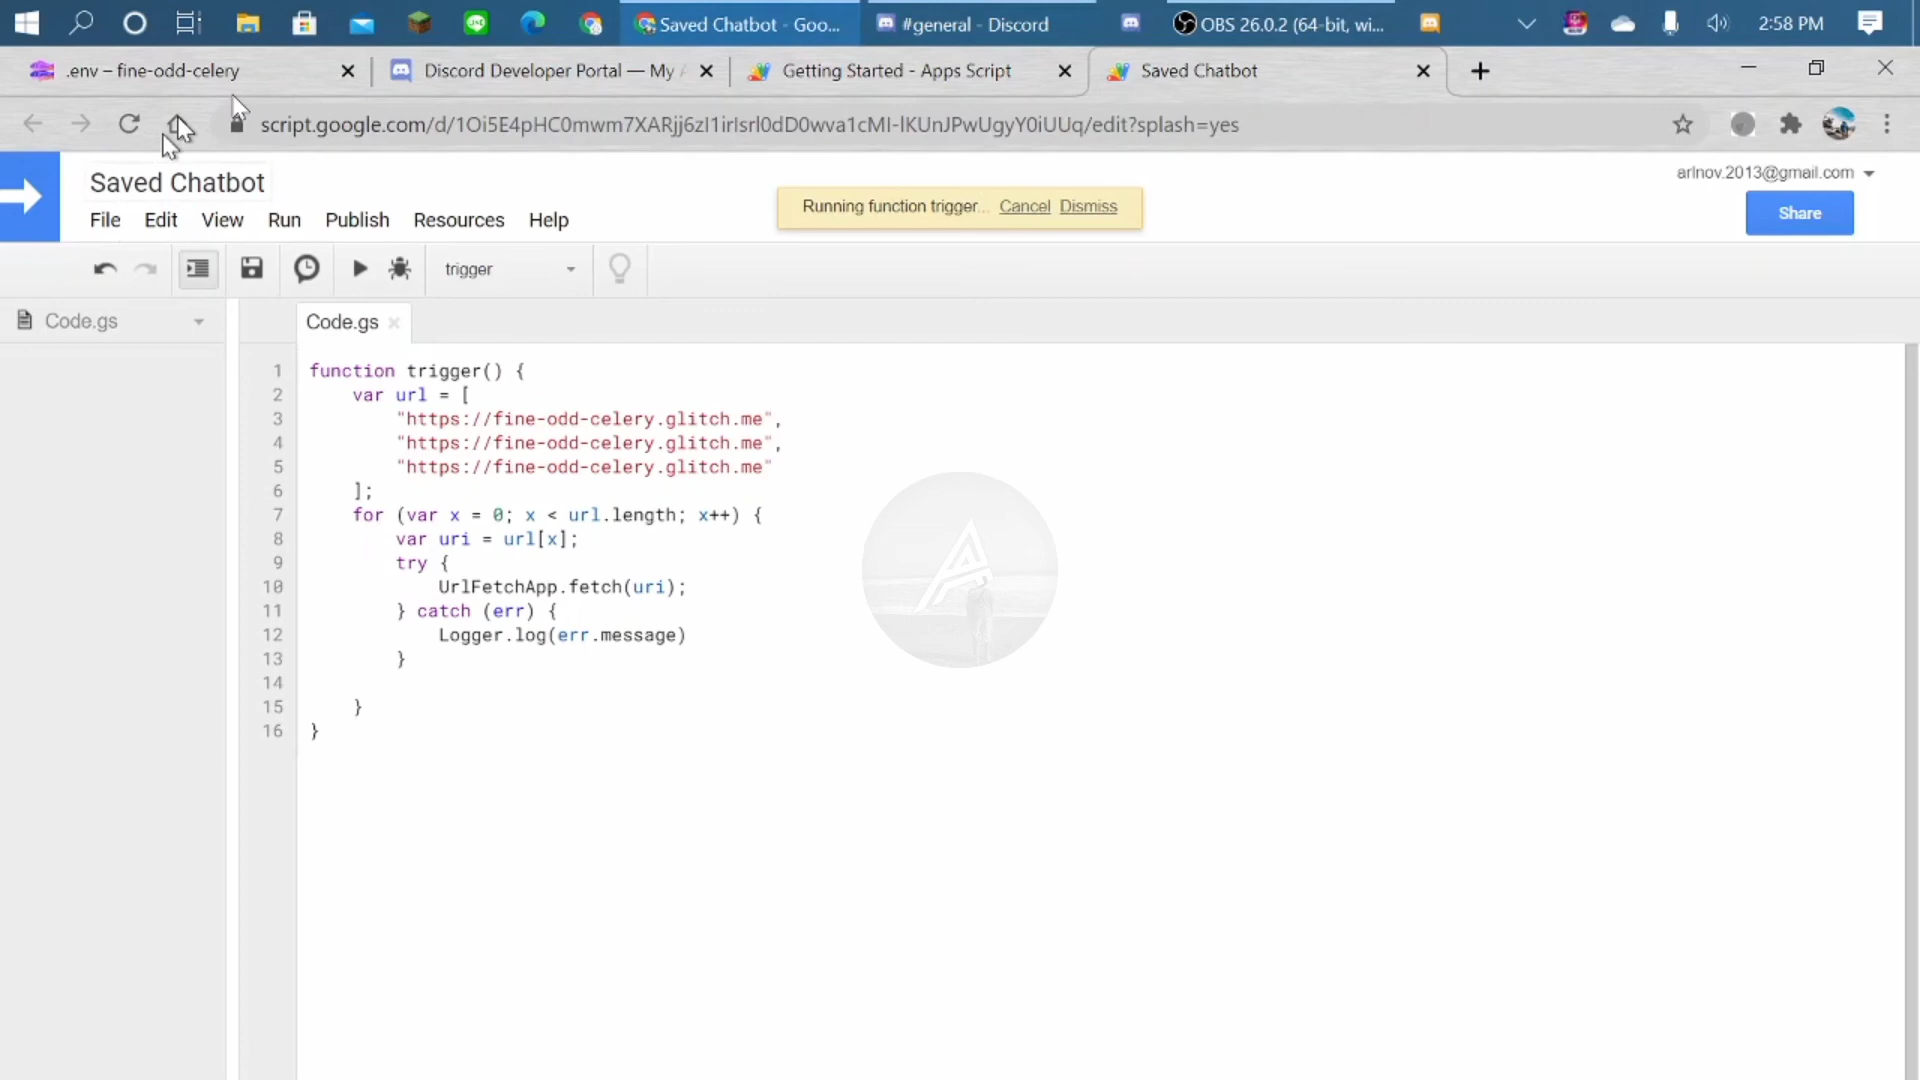 Saved Chatbot - Goo...
#general - Discord
OBS 26.0.2 (64-bit, wi...
2:58 PM
.env – fine-odd-celery
Discord Developer Portal — My A
Getting Started - Apps Script
Saved Chatbot
script.google.com/d/1Oi5E4pHC0mwm7XARjj6zI1irIsrl0dD0wva1cMI-lKUnJPwUgyY0iUUq/edit?splash=yes
Saved Chatbot
arlnov.2013@gmail.com
File Edit View Run Publish Resources Help
Running function trigger... Cancel Dismiss
Share
trigger
Code.gs
Code.gs
1 function trigger() {
2 var url = [
3 "https://fine-odd-celery.glitch.me",
4 "https://fine-odd-celery.glitch.me",
5 "https://fine-odd-celery.glitch.me"
6 ];
7 for (var x = 0; x < url.length; x++) {
8 var uri = url[x];
9 try {
10 UrlFetchApp.fetch(uri);
11 } catch (err) {
12 Logger.log(err.message)
13 }
14
15 }
16 }